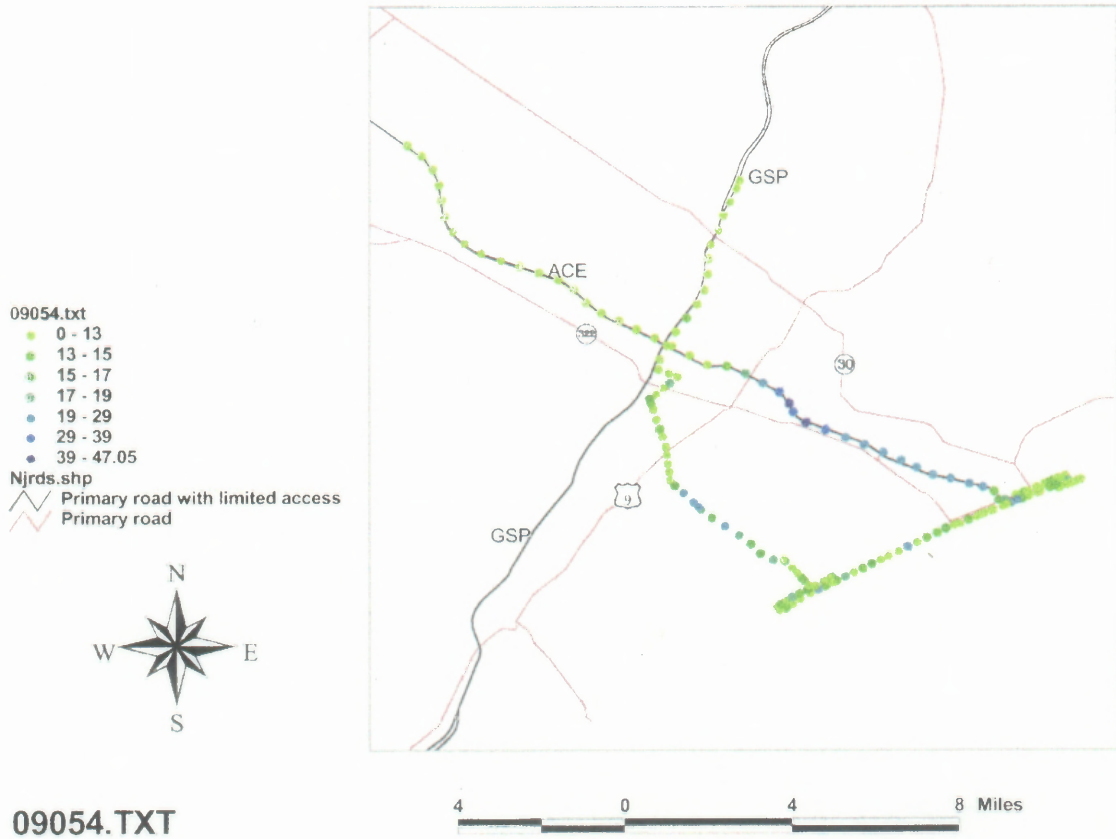 GSP
ACE
322
30
09054.txt
0 - 13
13 - 15
15 - 17
17 - 19
19 - 29
29 - 39
39 - 47.05
Njrds.shp
Primary road with limited access
Primary road
9
GSP
N
W E
S
4 0 4 8 Miles
09054.TXT